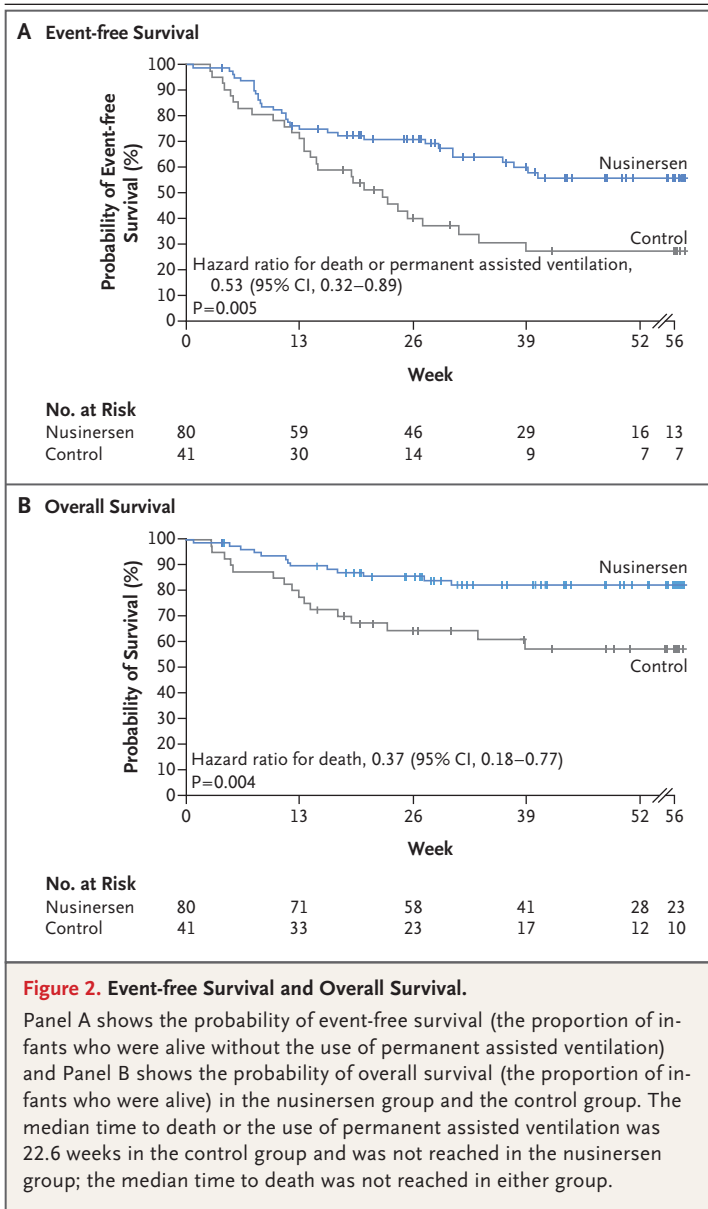 A Event-free Survival
100
90
80
70
60
50
40
30
20
10
0
Probability of Event-free
Survival (%)
Nusinersen
Control
Hazard ratio for death or permanent assisted ventilation,
0.53 (95% CI, 0.32–0.89)
P=0.005
0 13 26 39 52 56
Week
No. at Risk
Nusinersen 80 59 46 29 16 13
Control 41 30 14 9 7 7
B Overall Survival
100
90
80
70
60
50
40
30
20
10
0
Probability of Survival (%)
Nusinersen
Control
Hazard ratio for death, 0.37 (95% CI, 0.18–0.77)
P=0.004
0 13 26 39 52 56
Week
No. at Risk
Nusinersen 80 71 58 41 28 23
Control 41 33 23 17 12 10
Figure 2. Event-free Survival and Overall Survival.
Panel A shows the probability of event-free survival (the proportion of in-
fants who were alive without the use of permanent assisted ventilation)
and Panel B shows the probability of overall survival (the proportion of in-
fants who were alive) in the nusinersen group and the control group. The
median time to death or the use of permanent assisted ventilation was
22.6 weeks in the control group and was not reached in the nusinersen
group; the median time to death was not reached in either group.